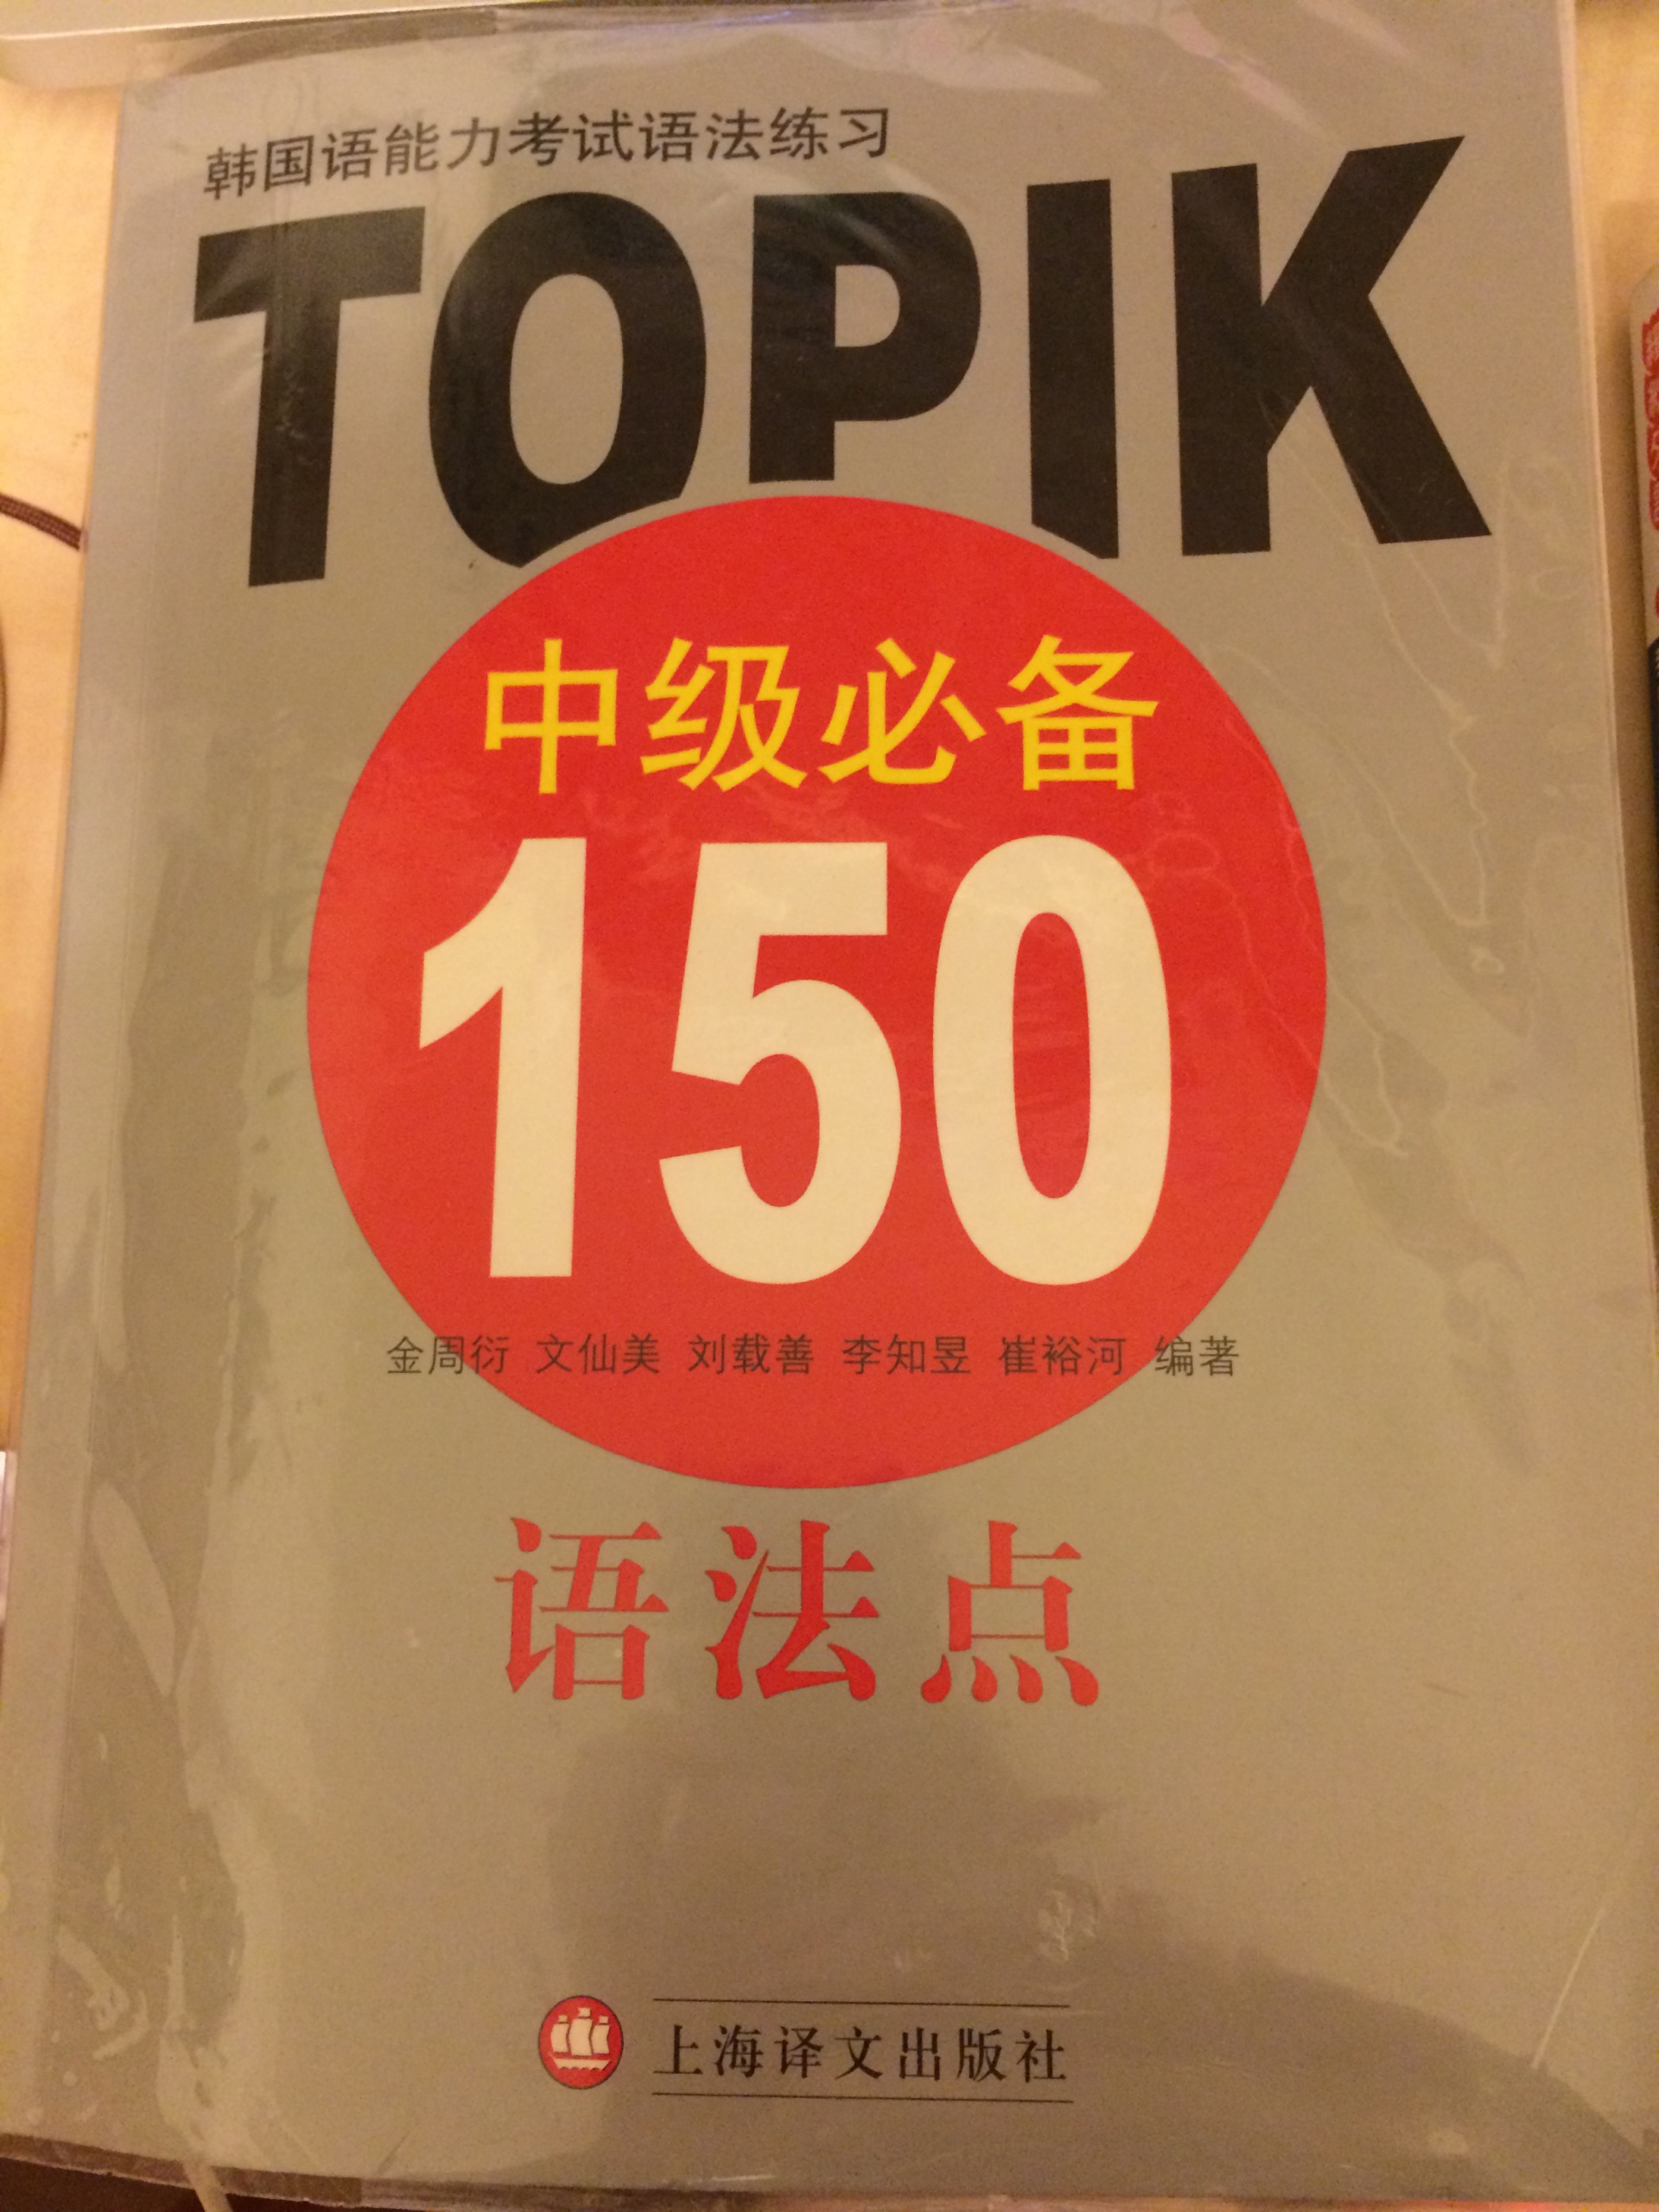 韩国语能力考试语法练习
TOPIK
中级必备
150
金周衍 文仙美 刘载善 李知昱 崔裕河 编著
语法点
上海译文出版社